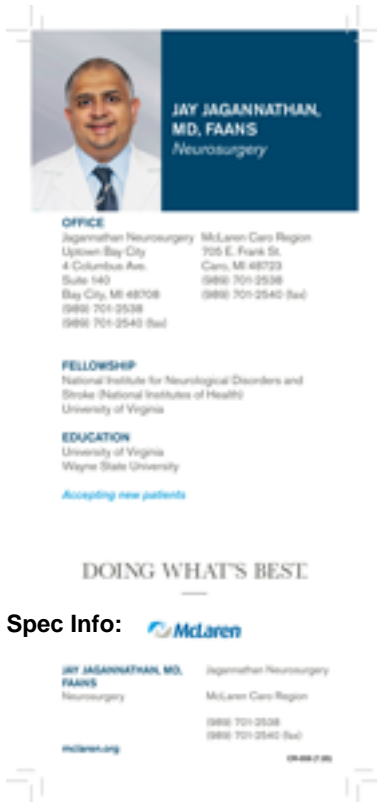 JAY JAGANNATHAN,
MD, FAANS
Neurosurgery
OFFICE
Jagannathan Neurosurgery
Uptown Bay City
4 Columbus Ave.
Suite 140
Bay City, MI 48708
(989) 701-2538
(989) 701-2540 (fax)
McLaren Caro Region
705 E. Frank St.
Caro, MI 48723
(989) 701-2538
(989) 701-2540 (fax)
FELLOWSHIP
National Institute for Neurological Disorders and
Stroke (National Institutes of Health)
University of Virginia
EDUCATION
University of Virginia
Wayne State University
Accepting new patients
DOING WHAT'S BEST.
Spec Info:
McLaren
JAY JAGANNATHAN, MD,
FAANS
Neurosurgery
mclaren.org
Jagannathan Neurosurgery
McLaren Caro Region
(989) 701-2538
(989) 701-2540 (fax)